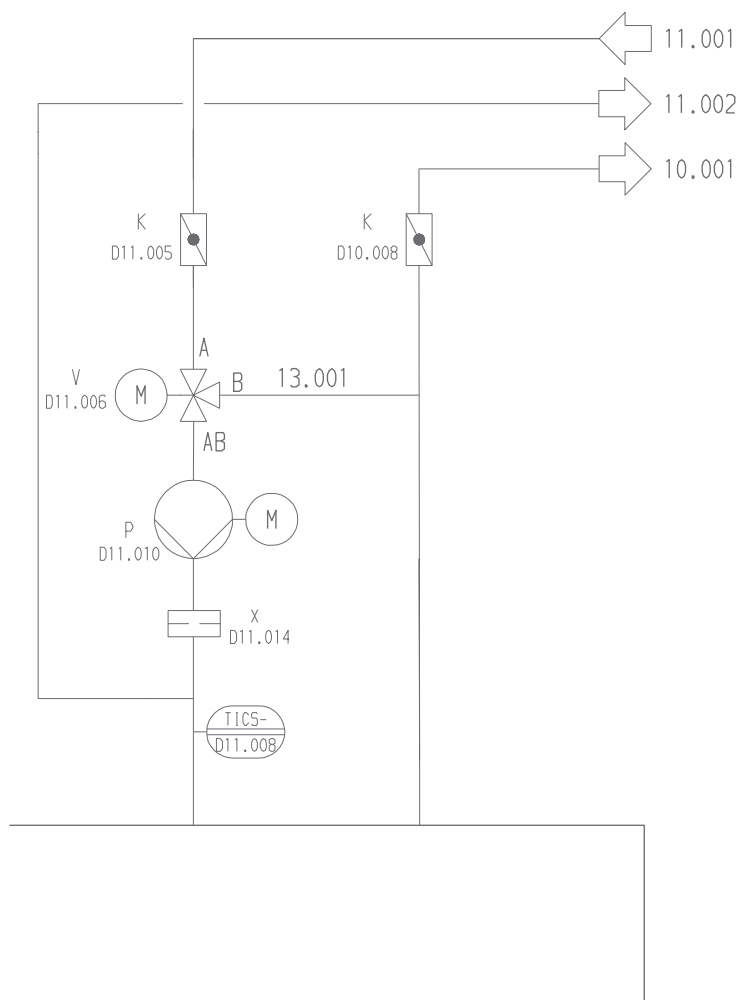 11.001
11.002
10.001
K
D11.005
K
D10.008
A
V
D11.006
M
B
13.001
AB
P
D11.010
M
X
D11.014
TICS-
D11.008